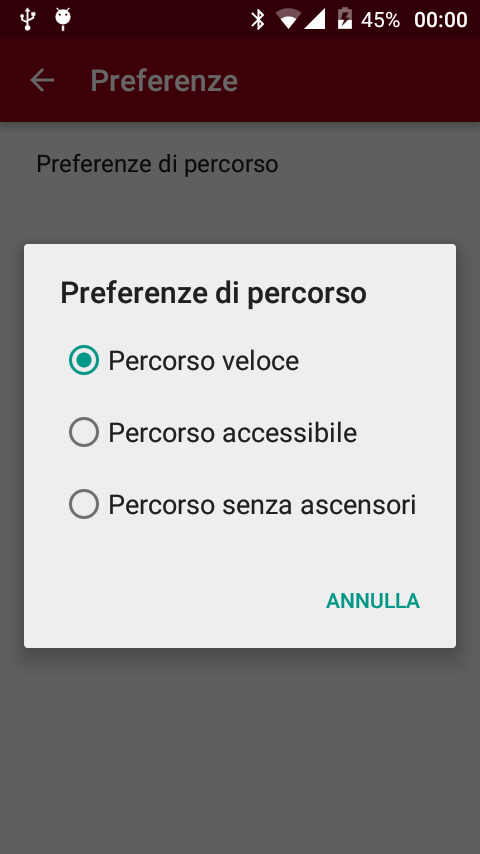 45% 00:00
Preferenze
Preferenze di percorso
Preferenze di percorso
Percorso veloce
Percorso accessibile
Percorso senza ascensori
ANNULLA